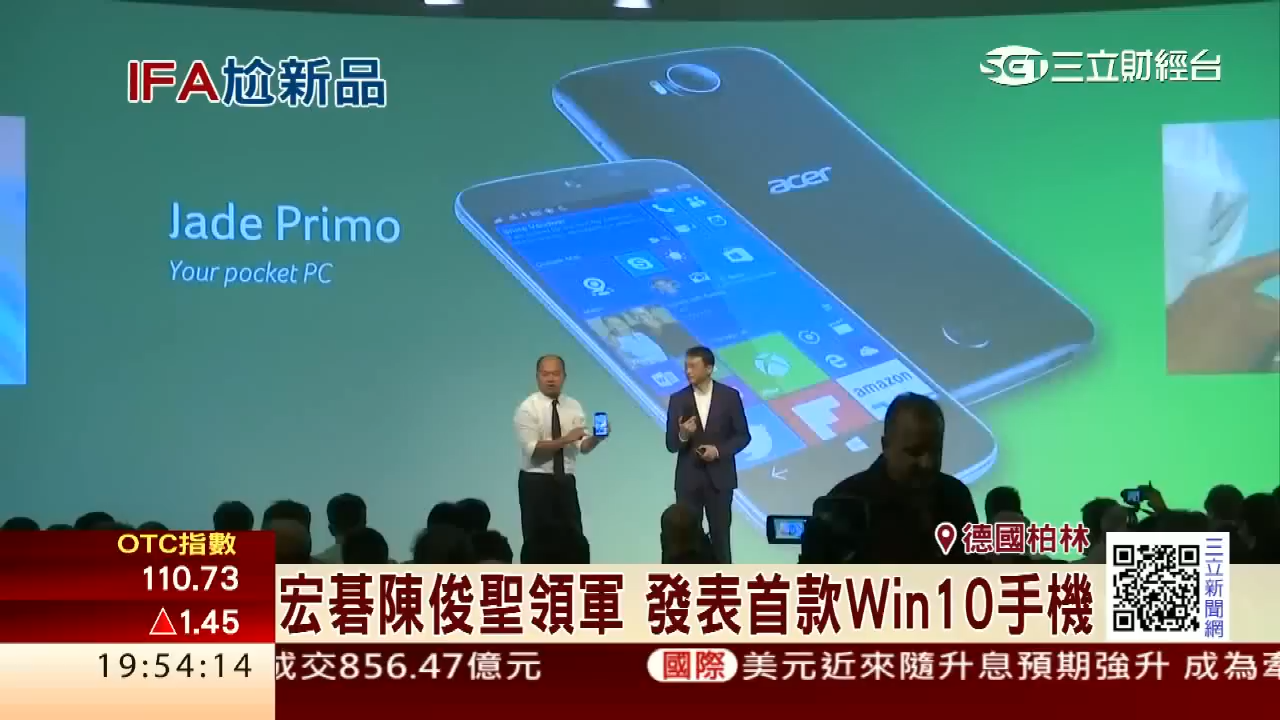 IFA尬新品
SET三立財經台
acer
Jade Primo
Your pocket PC
amazon
德國柏林
OTC指數
110.73
△1.45
宏碁陳俊聖領軍 發表首款Win10手機
三立新聞網
19:54:14
成交856.47億元 國際 美元近來隨升息預期強升 成為牽